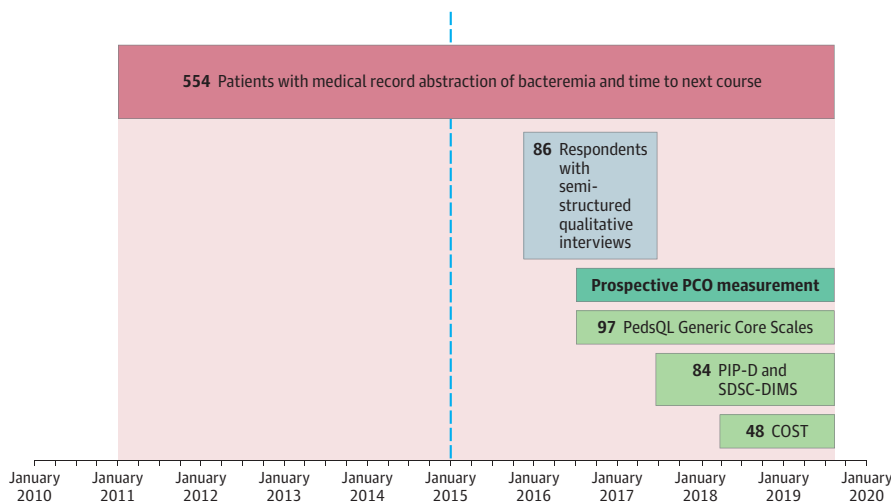 554 Patients with medical record abstraction of bacteremia and time to next course
86 Respondents
with
semi-
structured
qualitative
interviews
Prospective PCO measurement
97 PedsQL Generic Core Scales
84 PIP-D and
SDSC-DIMS
48 COST
January January January January January January January January January January January
2010 2011 2012 2013 2014 2015 2016 2017 2018 2019 2020